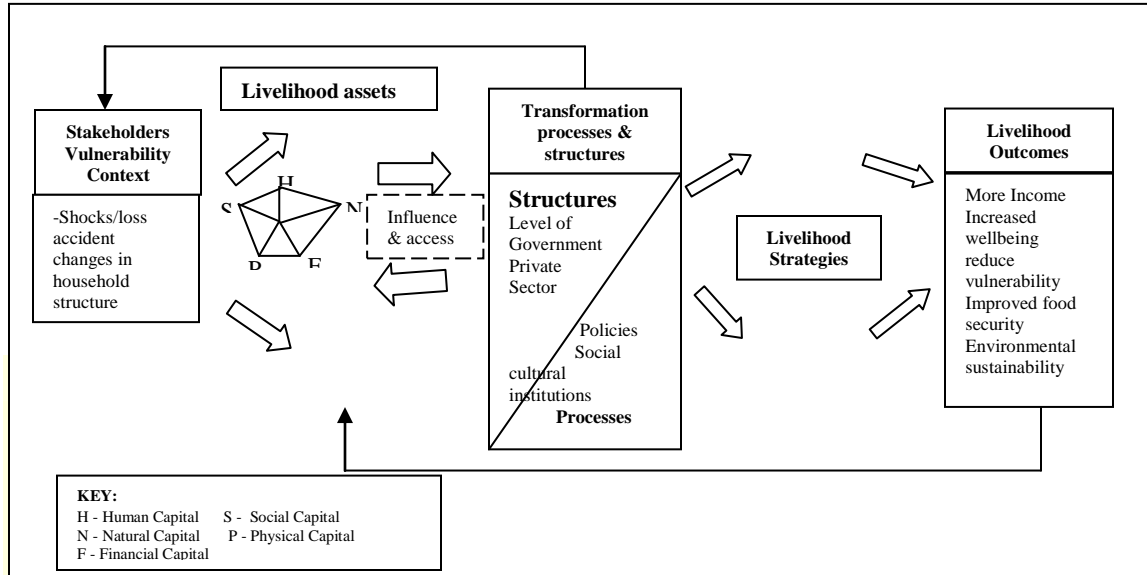 Livelihood assets
Stakeholders
Vulnerability
Context
-Shocks/loss
accident
changes in
household
structure
H
S
N
P
F
Influence
& access
Transformation
processes &
structures
Structures
Level of
Government
Private
Sector
Policies
Social
cultural
institutions
Processes
Livelihood
Strategies
Livelihood
Outcomes
More Income
Increased
wellbeing
reduce
vulnerability
Improved food
security
Environmental
sustainability
KEY:
H - Human Capital S - Social Capital
N - Natural Capital P - Physical Capital
F - Financial Capital